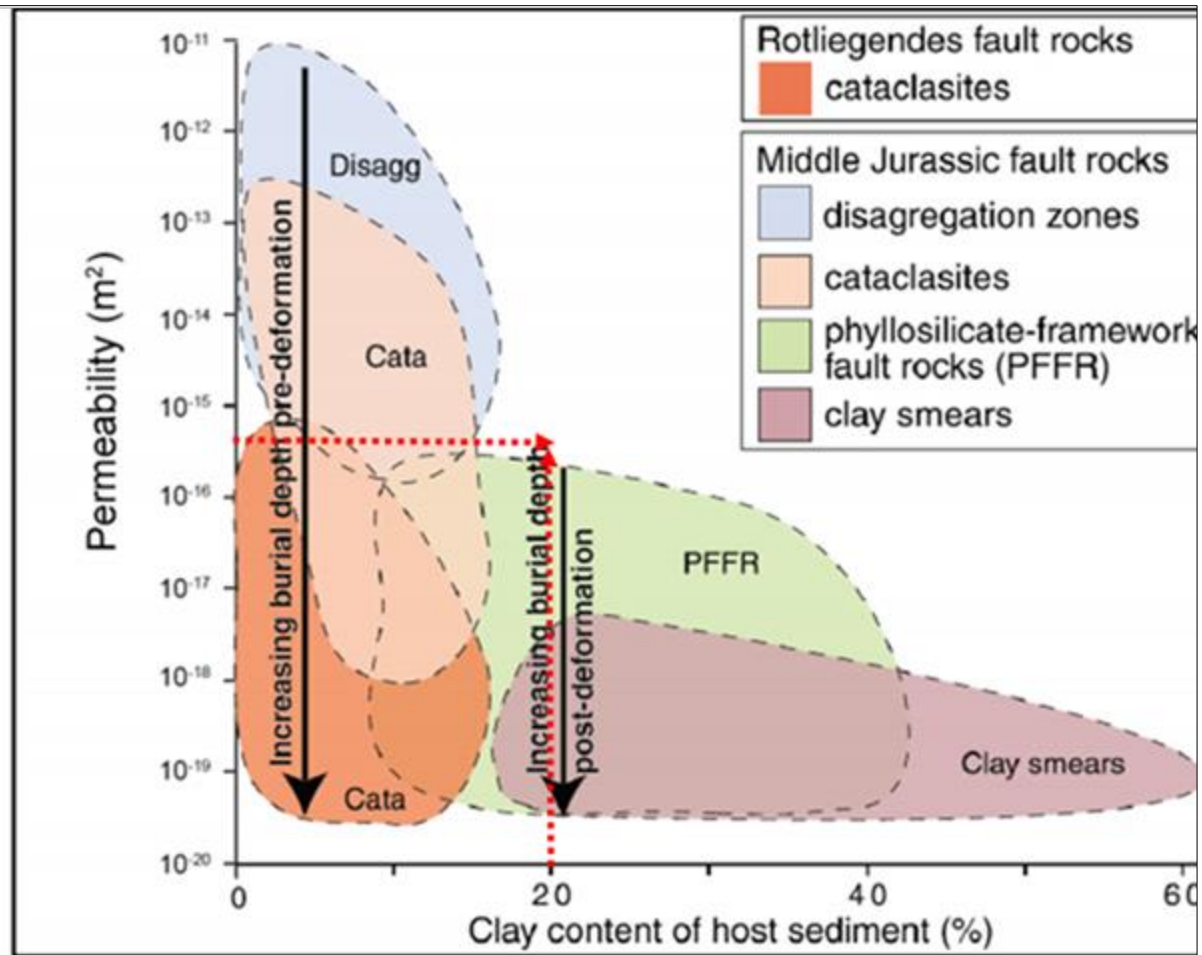 Rotliegendes fault rocks
cataclasites
Middle Jurassic fault rocks
disagregation zones
cataclasites
phyllosilicate-framework
fault rocks (PFFR)
clay smears
Permeability (m²)
10⁻¹¹
10⁻¹²
10⁻¹³
10⁻¹⁴
10⁻¹⁵
10⁻¹⁶
10⁻¹⁷
10⁻¹⁸
10⁻¹⁹
10⁻²⁰
Disagg
Cata
Increasing burial depth pre-deformation
Cata
Increasing burial depth
post-deformation
PFFR
Clay smears
0
20
40
60
Clay content of host sediment (%)